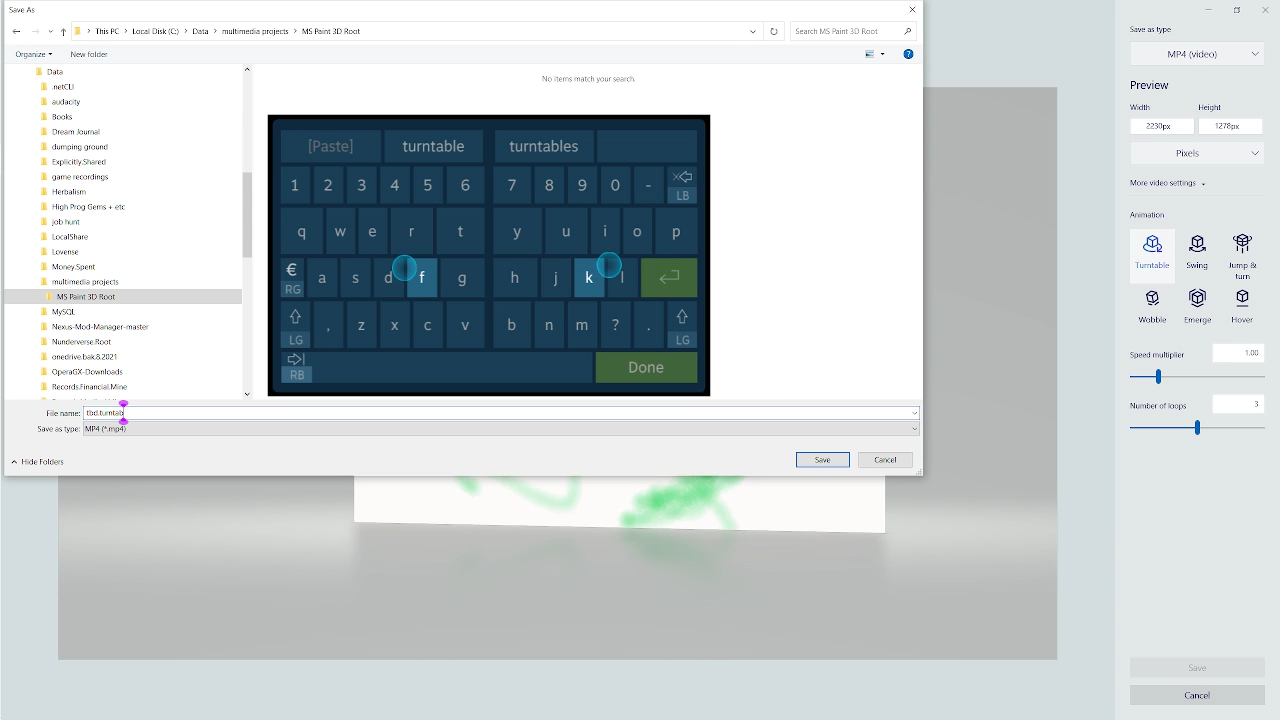 Save As
This PC > Local Disk (C:) > Data > multimedia projects > MS Paint 3D Root
Search MS Paint 3D Root
Organize
New folder
?
Data
.netCLI
audacity
Books
Dream Journal
dumping ground
Explicitly.Shared
game recordings
Herbalism
High Prog Gems + etc
job hunt
LocalShare
Lovense
Money.Spent
multimedia projects
MS Paint 3D Root
MySQL
Nexus-Mod-Manager-master
Nunderverse.Root
onedrive.bak.8.2021
OperaGX-Downloads
Records.Financial.Mine
No items match your search.
[Paste] turntable turntables
1 2 3 4 5 6 7 8 9 0 -
LB
q w e r t y u i o p
€ a s d f g h j k l
RG
, z x c v b n m ? .
LG LG
RB
Done
File name: tbd.turntab
Save as type: MP4 (*.mp4)
Hide Folders
Save
Cancel
Save as type
MP4 (video)
Preview
Width Height
2230px 1278px
Pixels
More video settings
Animation
Turntable
Swing
Jump & turn
Wobble
Emerge
Hover
Speed multiplier 1.00
Number of loops 3
Save
Cancel